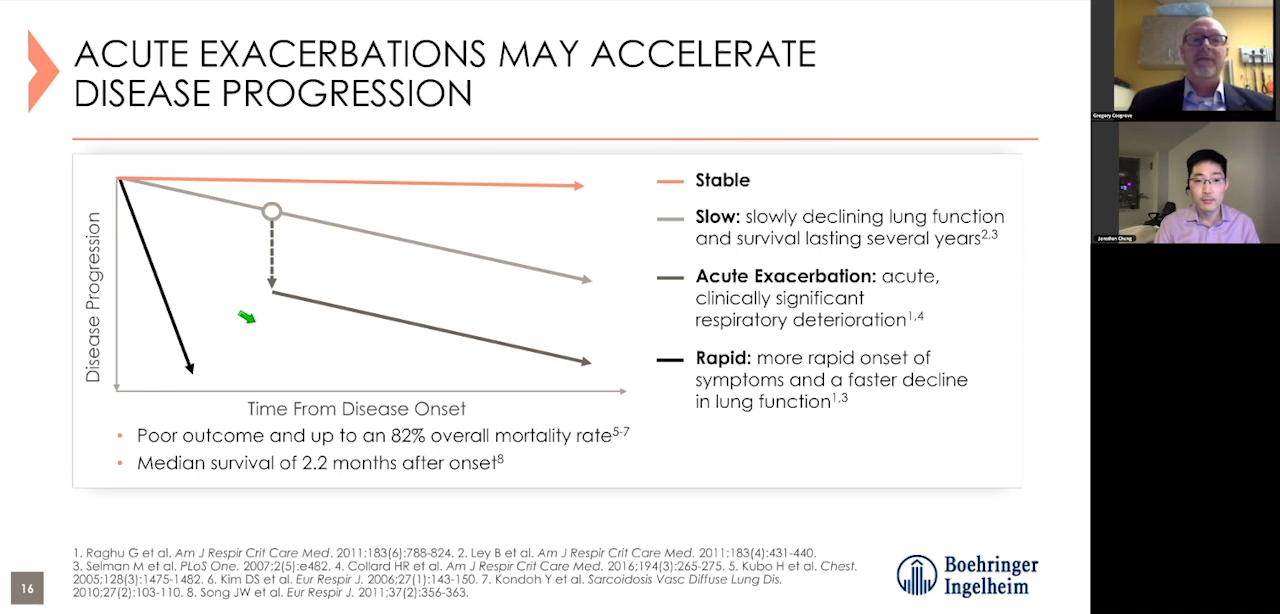 ACUTE EXACERBATIONS MAY ACCELERATE
DISEASE PROGRESSION
Disease Progression
Time From Disease Onset
Stable
Slow: slowly declining lung function
and survival lasting several years2,3
Acute Exacerbation: acute,
clinically significant
respiratory deterioration1,4
Rapid: more rapid onset of
symptoms and a faster decline
in lung function1,3
• Poor outcome and up to an 82% overall mortality rate5-7
• Median survival of 2.2 months after onset8
1. Raghu G et al. Am J Respir Crit Care Med. 2011;183(6):788-824. 2. Ley B et al. Am J Respir Crit Care Med. 2011;183(4):431-440.
3. Selman M et al. PLoS One. 2007;2(5):e482. 4. Collard HR et al. Am J Respir Crit Care Med. 2016;194(3):265-275. 5. Kubo H et al. Chest.
2005;128(3):1475-1482. 6. Kim DS et al. Eur Respir J. 2006;27(1):143-150. 7. Kondoh Y et al. Sarcoidosis Vasc Diffuse Lung Dis.
2010;27(2):103-110. 8. Song JW et al. Eur Respir J. 2011;37(2):356-363.
16
Boehringer
Ingelheim
Gregory Cosgrove
Jonathan Chung